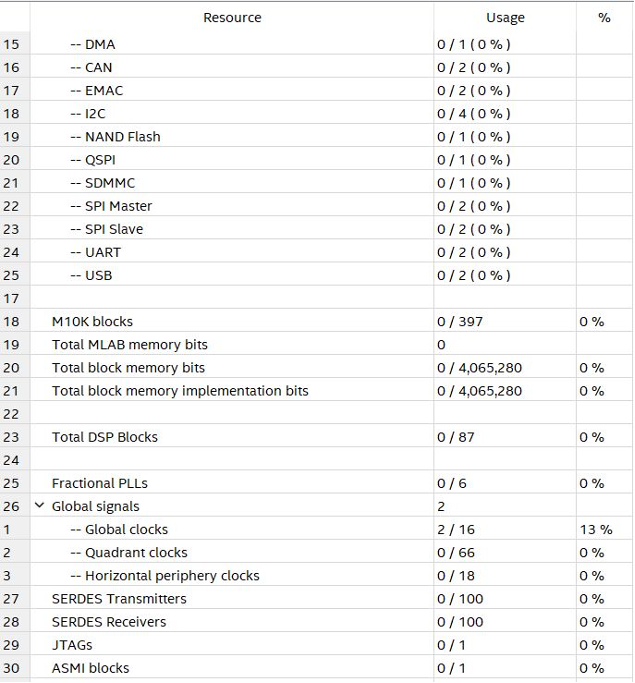 Resource Usage %
15 -- DMA 0 / 1 ( 0 % )
16 -- CAN 0 / 2 ( 0 % )
17 -- EMAC 0 / 2 ( 0 % )
18 -- I2C 0 / 4 ( 0 % )
19 -- NAND Flash 0 / 1 ( 0 % )
20 -- QSPI 0 / 1 ( 0 % )
21 -- SDMMC 0 / 1 ( 0 % )
22 -- SPI Master 0 / 2 ( 0 % )
23 -- SPI Slave 0 / 2 ( 0 % )
24 -- UART 0 / 2 ( 0 % )
25 -- USB 0 / 2 ( 0 % )
17
18 M10K blocks 0 / 397 0 %
19 Total MLAB memory bits 0
20 Total block memory bits 0 / 4,065,280 0 %
21 Total block memory implementation bits 0 / 4,065,280 0 %
22
23 Total DSP Blocks 0 / 87 0 %
24
25 Fractional PLLs 0 / 6 0 %
26 Global signals 2
1 -- Global clocks 2 / 16 13 %
2 -- Quadrant clocks 0 / 66 0 %
3 -- Horizontal periphery clocks 0 / 18 0 %
27 SERDES Transmitters 0 / 100 0 %
28 SERDES Receivers 0 / 100 0 %
29 JTAGs 0 / 1 0 %
30 ASMI blocks 0 / 1 0 %